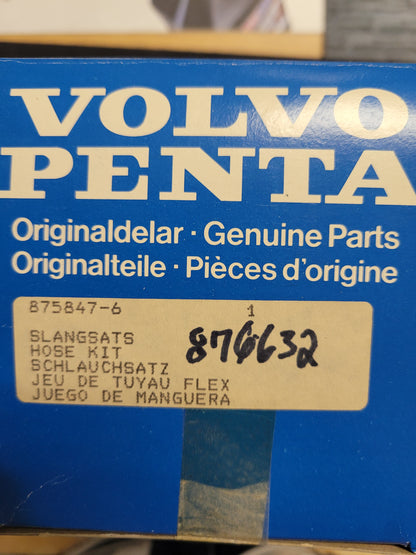 VOLVO
PENTA
Originaldelar · Genuine Parts
Originalteile · Pièces d'origine
875847-6 1
SLANGSATS
HOSE KIT 876632
SCHLAUCHSATZ
JEU DE TUYAU FLEX
JUEGO DE MANGUERA